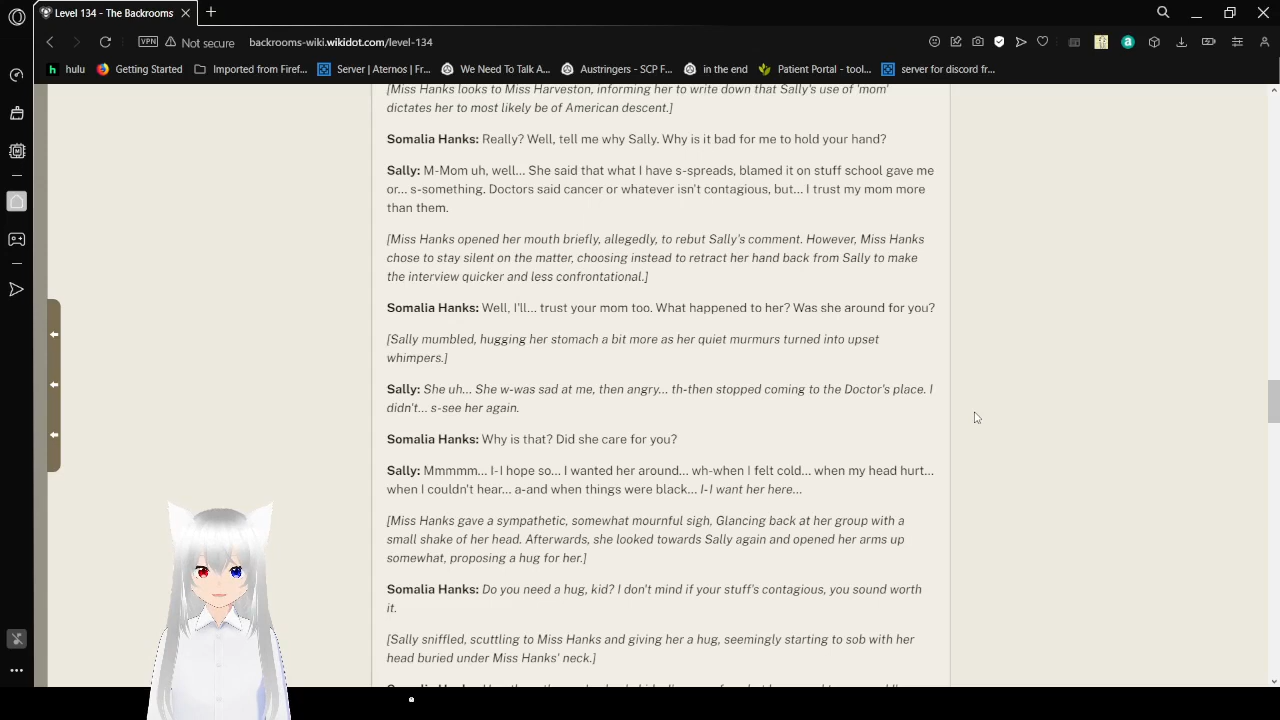 Level 134 - The Backrooms
VPN
Not secure
backrooms-wiki.wikidot.com/level-134
hulu
Getting Started
Imported from Firef...
Server | Aternos | Fr...
We Need To Talk A...
Austringers - SCP F...
in the end
Patient Portal - tool...
server for discord fr...
[Miss Hanks looks to Miss Harveston, informing her to write down that Sally's use of 'mom'
dictates her to most likely be of American descent.]
Somalia Hanks: Really? Well, tell me why Sally. Why is it bad for me to hold your hand?
Sally: M-Mom uh, well... She said that what I have s-spreads, blamed it on stuff school gave me
or... s-something. Doctors said cancer or whatever isn't contagious, but... I trust my mom more
than them.
[Miss Hanks opened her mouth briefly, allegedly, to rebut Sally's comment. However, Miss Hanks
chose to stay silent on the matter, choosing instead to retract her hand back from Sally to make
the interview quicker and less confrontational.]
Somalia Hanks: Well, I'll... trust your mom too. What happened to her? Was she around for you?
[Sally mumbled, hugging her stomach a bit more as her quiet murmurs turned into upset
whimpers.]
Sally: She uh... She w-was sad at me, then angry... th-then stopped coming to the Doctor's place. I
didn't... s-see her again.
Somalia Hanks: Why is that? Did she care for you?
Sally: Mmmmm... I-I hope so... I wanted her around... wh-when I felt cold... when my head hurt...
when I couldn't hear... a-and when things were black... I-I want her here...
[Miss Hanks gave a sympathetic, somewhat mournful sigh, Glancing back at her group with a
small shake of her head. Afterwards, she looked towards Sally again and opened her arms up
somewhat, proposing a hug for her.]
Somalia Hanks: Do you need a hug, kid? I don't mind if your stuff's contagious, you sound worth
it.
[Sally sniffled, scuttling to Miss Hanks and giving her a hug, seemingly starting to sob with her
head buried under Miss Hanks' neck.]